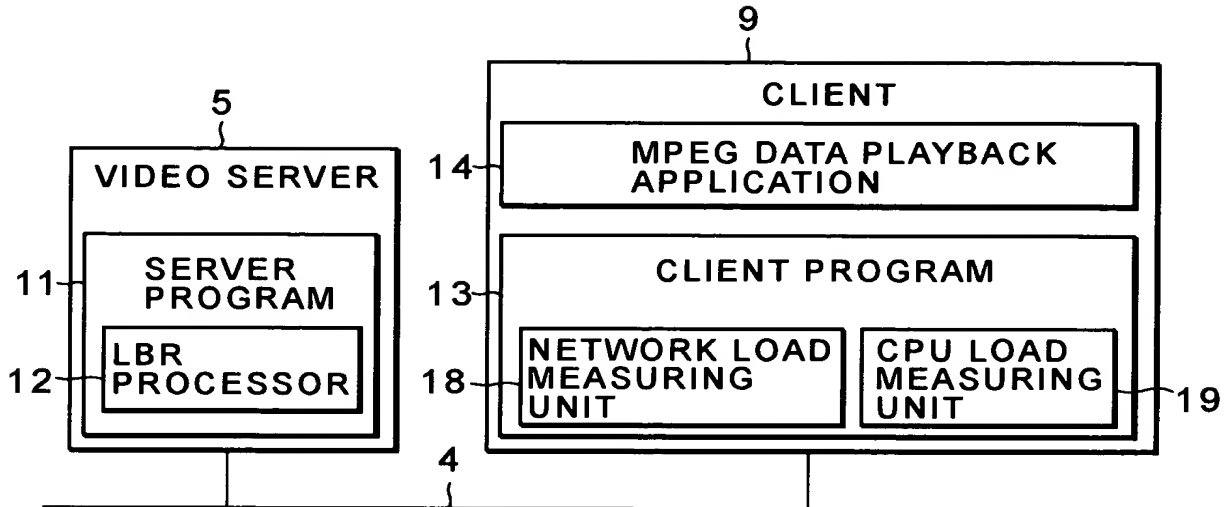 9
CLIENT
5
14
MPEG DATA PLAYBACK
APPLICATION
VIDEO SERVER
11
SERVER
PROGRAM
13
CLIENT PROGRAM
12
LBR
PROCESSOR
18
NETWORK LOAD
MEASURING
UNIT
CPU LOAD
MEASURING
UNIT
19
4